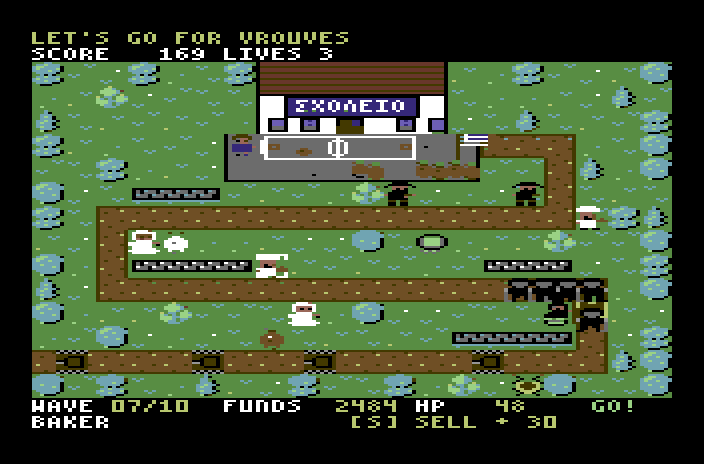 LET'S GO FOR VROUVES
SCORE 169 LIVES 3
ΣΧΟΛΕΙΟ
WAVE 07/10 FUNDS 2484 HP 48 GO!
BAKER [S] SELL + 30